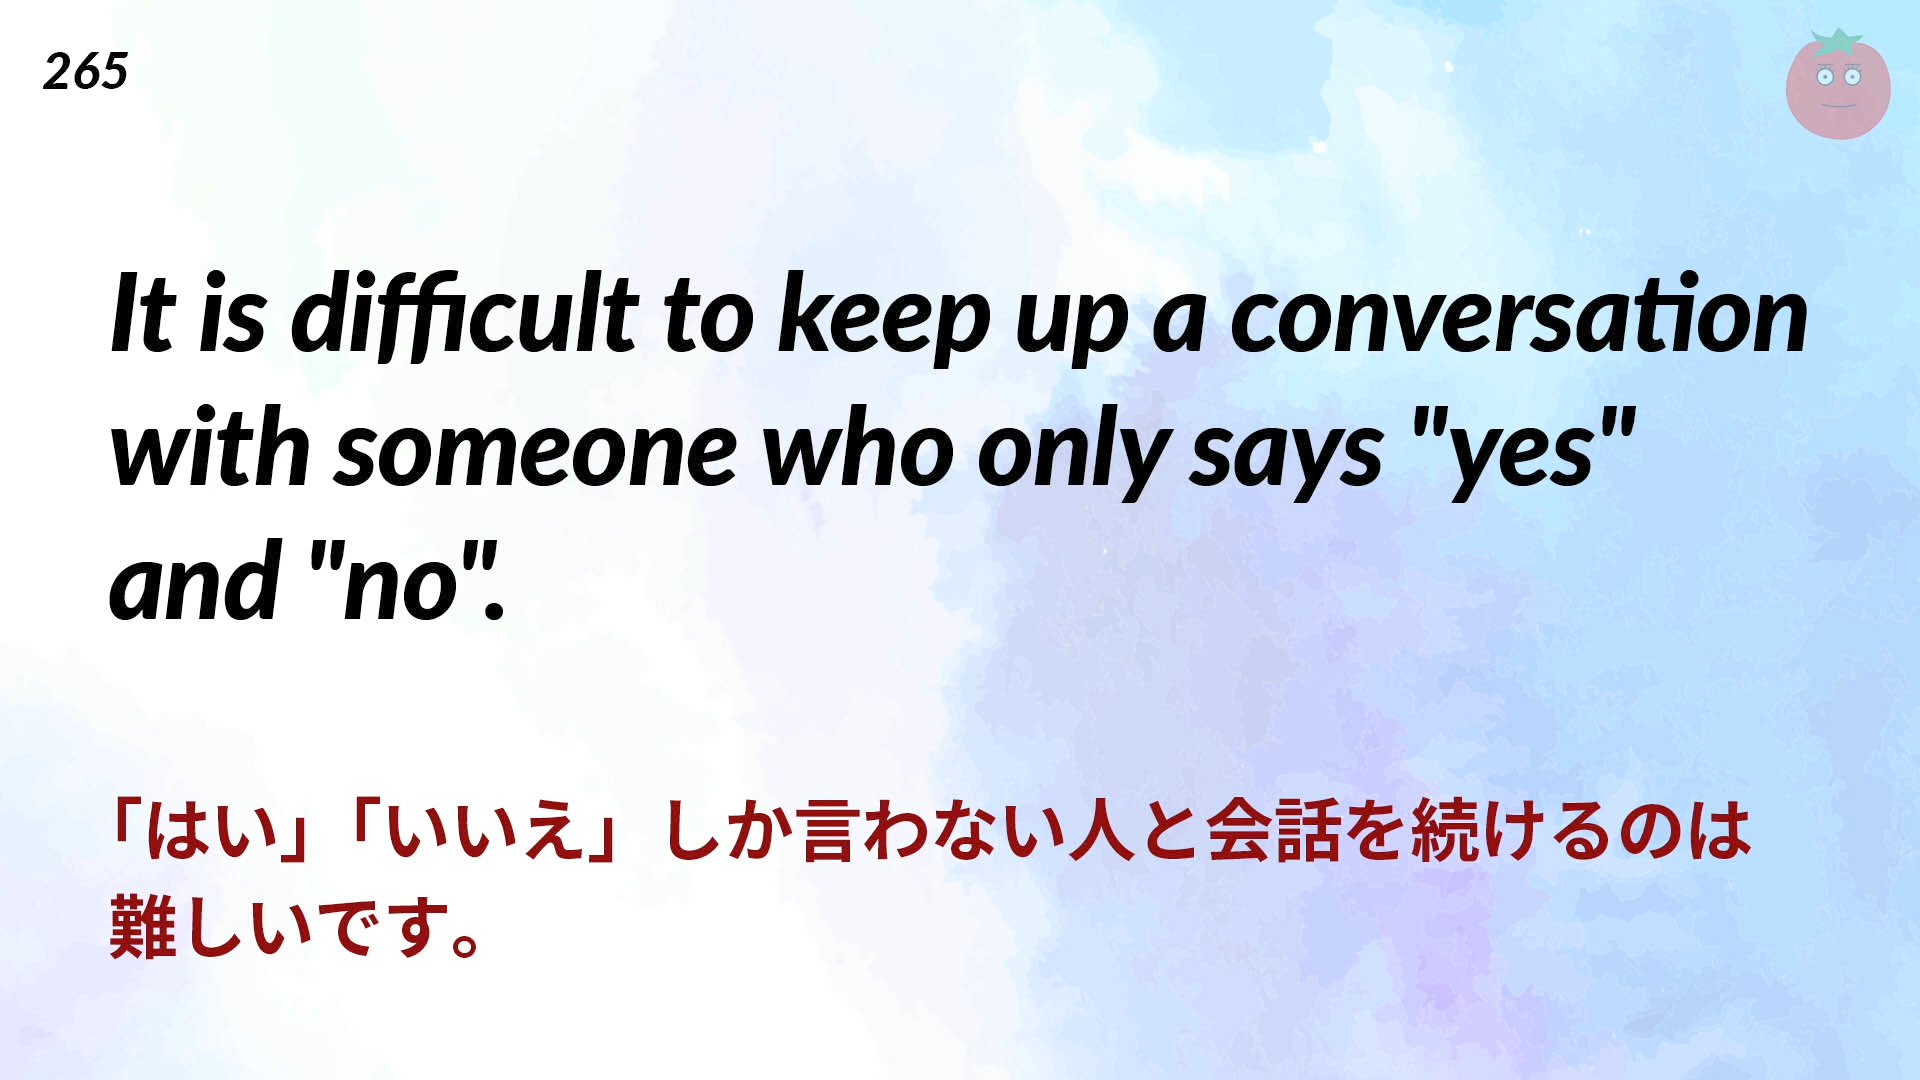 265
It is difficult to keep up a conversation
with someone who only says "yes"
and "no".
「はい」「いいえ」しか言わない人と会話を続けるのは
難しいです。